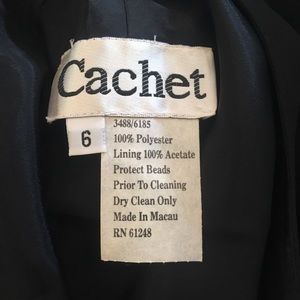 Cachet
6
3488/6185
100% Polyester
Lining 100% Acetate
Protect Beads
Prior To Cleaning
Dry Clean Only
Made In Macau
RN 61248